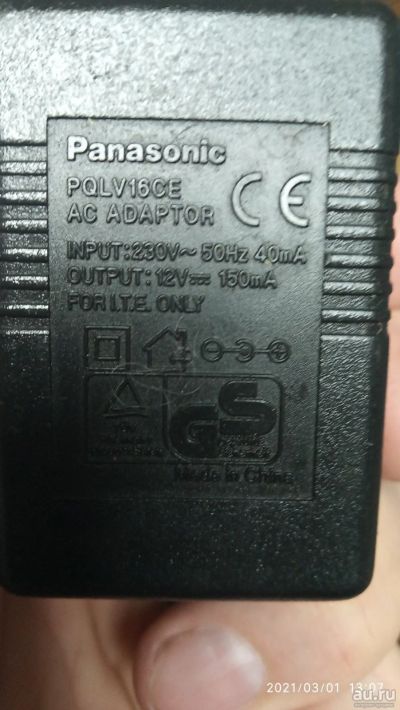 Panasonic
PQLV16CE
AC ADAPTOR
CE
INPUT:230V~ 50Hz 40mA
OUTPUT: 12V⎓ 150mA
FOR I.T.E. ONLY
GS
Made in China
2021/03/01 13:07
au.ru